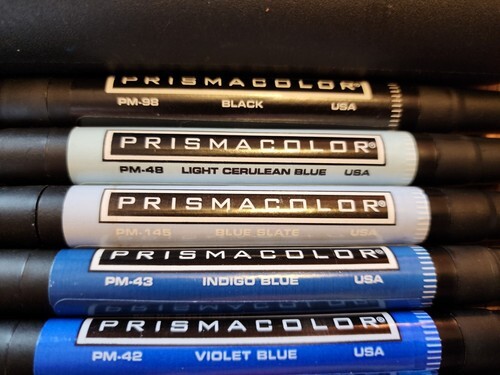 PRISMACOLOR®
PM-98 BLACK USA
PRISMACOLOR®
PM-48 LIGHT CERULEAN BLUE USA
PRISMACOLOR®
PM-145 BLUE SLATE USA
PRISMACOLOR
PM-43 INDIGO BLUE USA
PRISMACOLOR®
PM-42 VIOLET BLUE USA